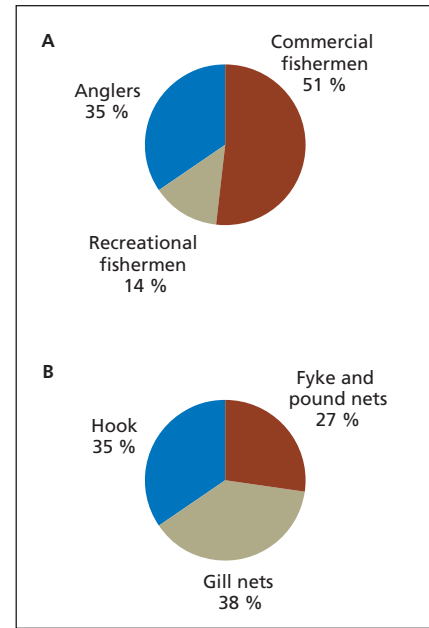 A
Commercial
fishermen
51 %
Anglers
35 %
Recreational
fishermen
14 %
B
Fyke and
pound nets
27 %
Hook
35 %
Gill nets
38 %